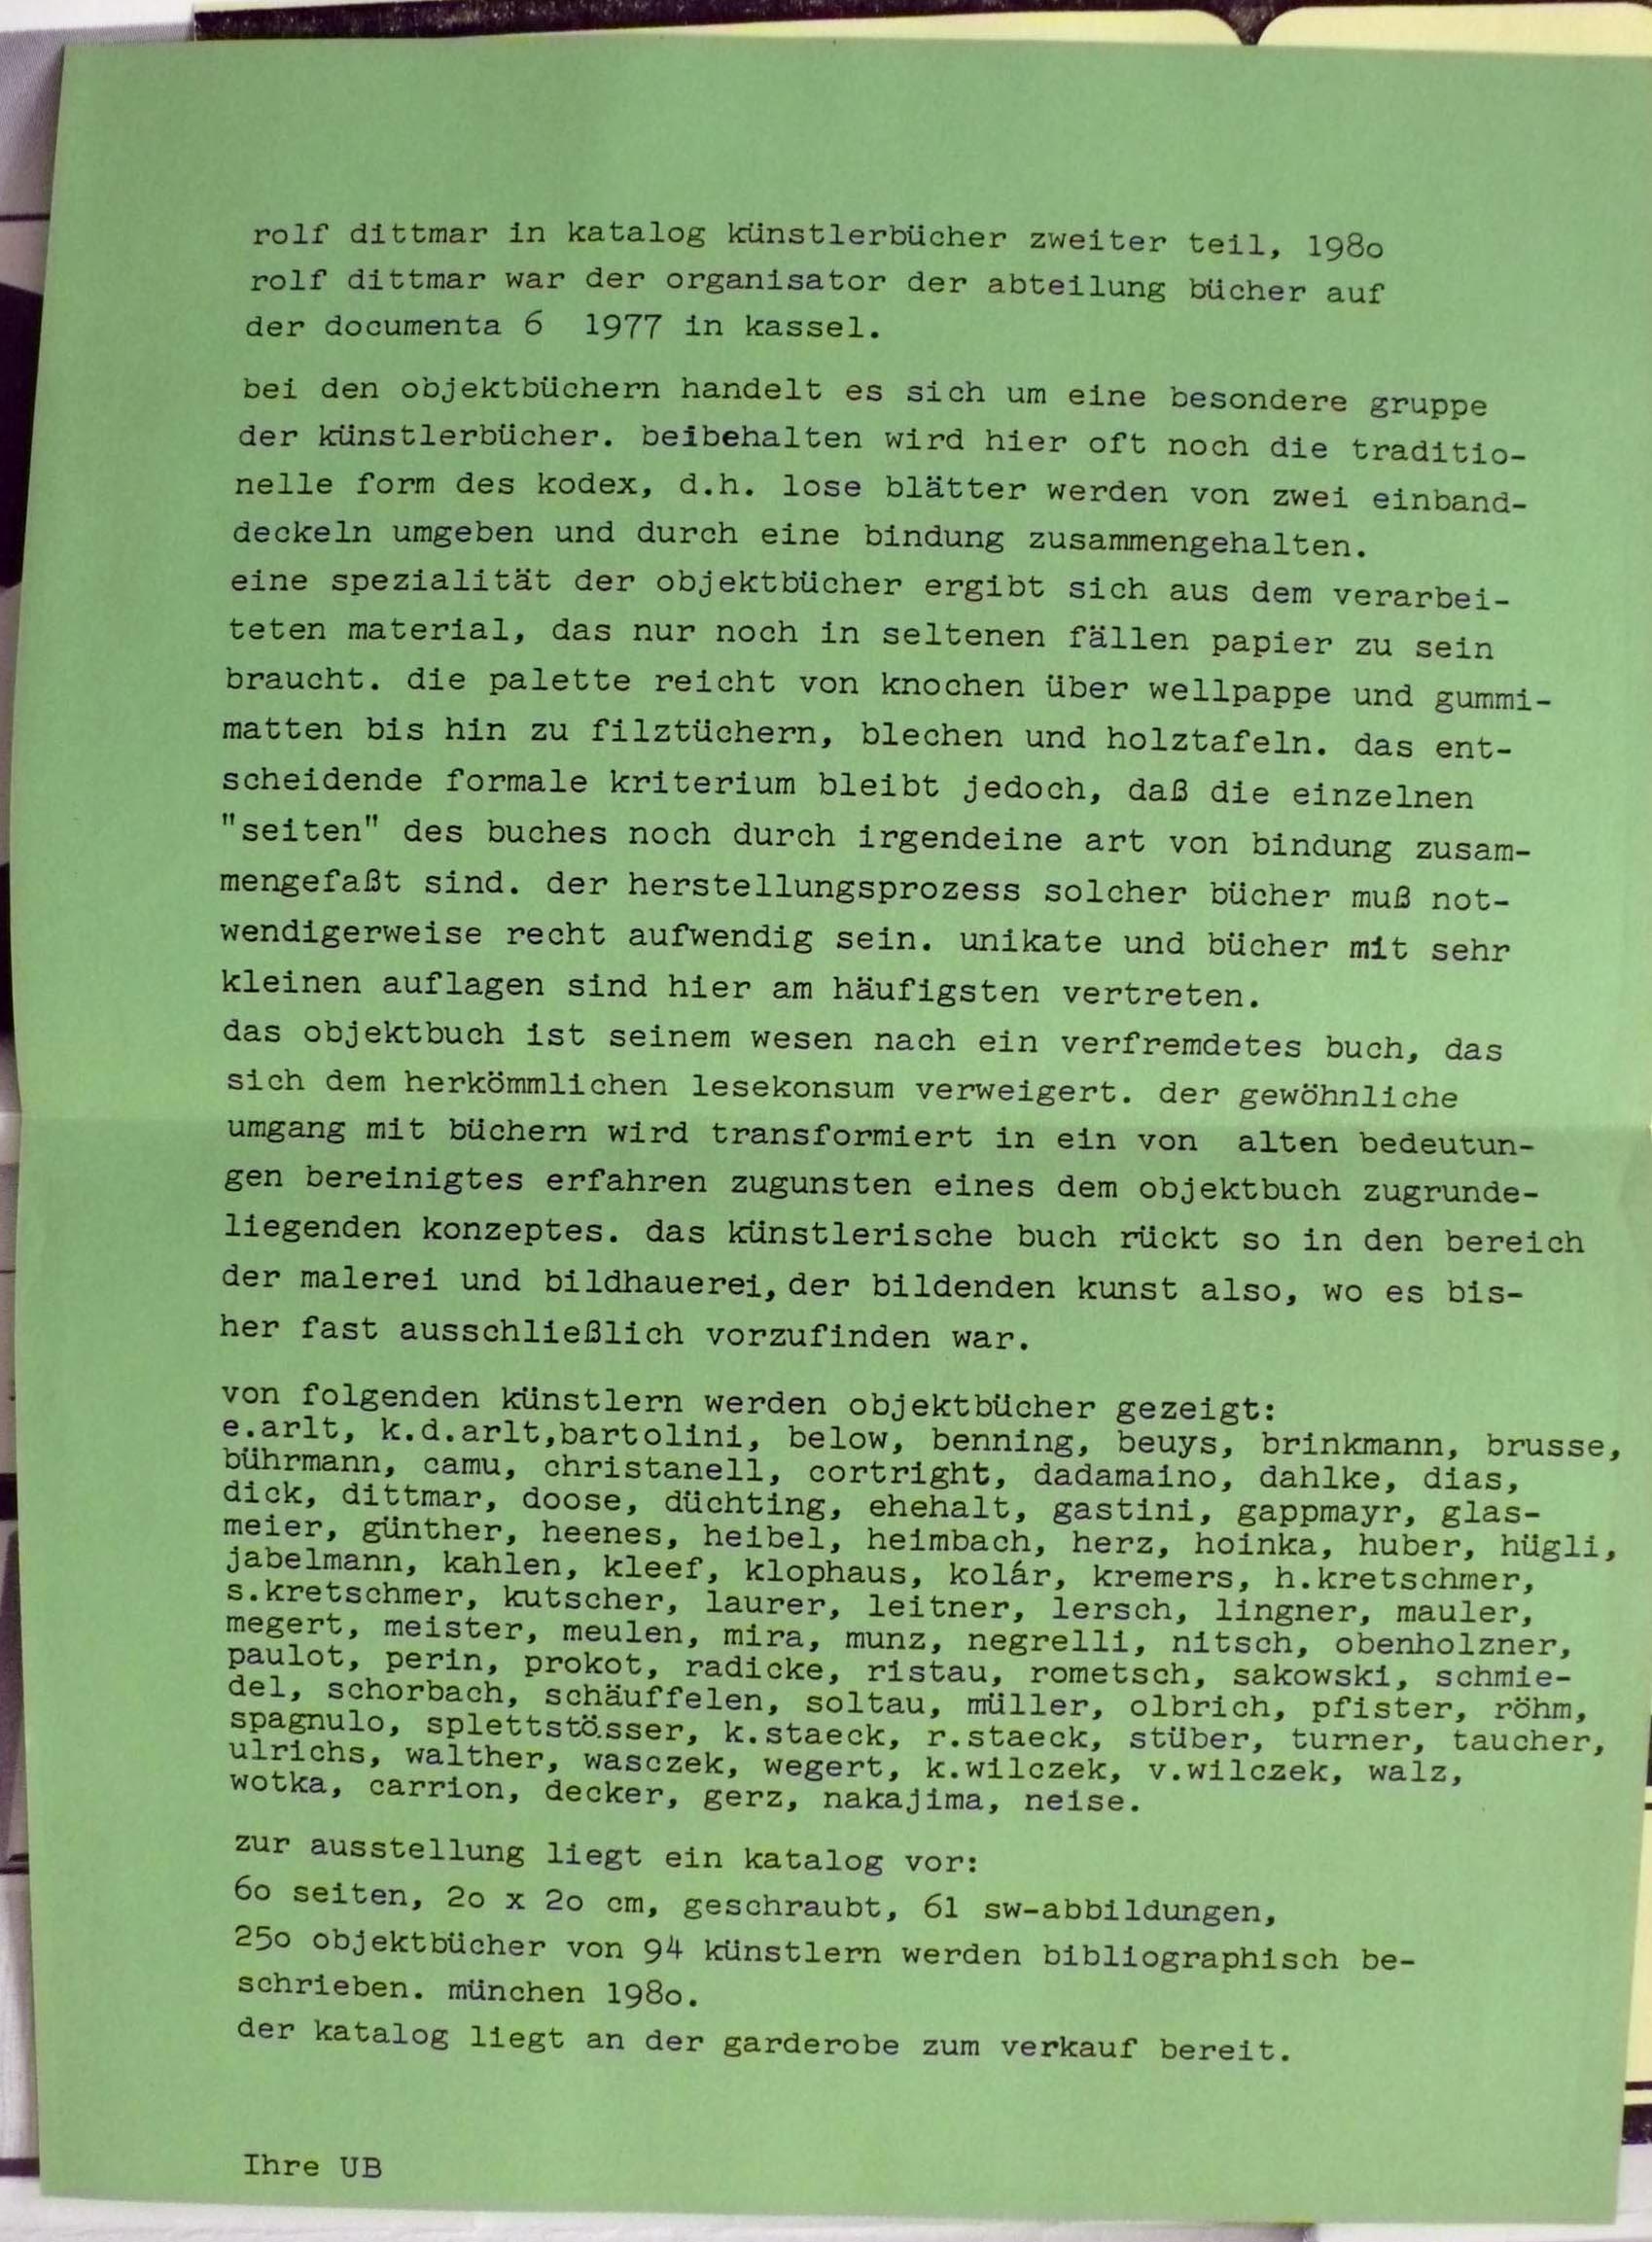 rolf dittmar in katalog künstlerbücher zweiter teil, 198o
rolf dittmar war der organisator der abteilung bücher auf
der documenta 6  1977 in kassel.
bei den objektbüchern handelt es sich um eine besondere gruppe
der künstlerbücher. beibehalten wird hier oft noch die traditio-
nelle form des kodex, d.h. lose blätter werden von zwei einband-
deckeln umgeben und durch eine bindung zusammengehalten.
eine spezialität der objektbücher ergibt sich aus dem verarbei-
teten material, das nur noch in seltenen fällen papier zu sein
braucht. die palette reicht von knochen über wellpappe und gummi-
matten bis hin zu filztüchern, blechen und holztafeln. das ent-
scheidende formale kriterium bleibt jedoch, daß die einzelnen
"seiten" des buches noch durch irgendeine art von bindung zusam-
mengefaßt sind. der herstellungsprozess solcher bücher muß not-
wendigerweise recht aufwendig sein. unikate und bücher mit sehr
kleinen auflagen sind hier am häufigsten vertreten.
das objektbuch ist seinem wesen nach ein verfremdetes buch, das
sich dem herkömmlichen lesekonsum verweigert. der gewöhnliche
umgang mit büchern wird transformiert in ein von  alten bedeutun-
gen bereinigtes erfahren zugunsten eines dem objektbuch zugrunde-
liegenden konzeptes. das künstlerische buch rückt so in den bereich
der malerei und bildhauerei, der bildenden kunst also, wo es bis-
her fast ausschließlich vorzufinden war.
von folgenden künstlern werden objektbücher gezeigt:
e.arlt, k.d.arlt,bartolini, below, benning, beuys, brinkmann, brusse,
bührmann, camu, christanell, cortright, dadamaino, dahlke, dias,
dick, dittmar, doose, düchting, ehehalt, gastini, gappmayr, glas-
meier, günther, heenes, heibel, heimbach, herz, hoinka, huber, hügli,
jabelmann, kahlen, kleef, klophaus, kolár, kremers, h.kretschmer,
s.kretschmer, kutscher, laurer, leitner, lersch, lingner, mauler,
megert, meister, meulen, mira, munz, negrelli, nitsch, obenholzner,
paulot, perin, prokot, radicke, ristau, rometsch, sakowski, schmie-
del, schorbach, schäuffelen, soltau, müller, olbrich, pfister, röhm,
spagnulo, splettstösser, k.staeck, r.staeck, stüber, turner, taucher,
ulrichs, walther, wasczek, wegert, k.wilczek, v.wilczek, walz,
wotka, carrion, decker, gerz, nakajima, neise.
zur ausstellung liegt ein katalog vor:
6o seiten, 2o x 2o cm, geschraubt, 61 sw-abbildungen,
25o objektbücher von 94 künstlern werden bibliographisch be-
schrieben. münchen 198o.
der katalog liegt an der garderobe zum verkauf bereit.
Ihre UB